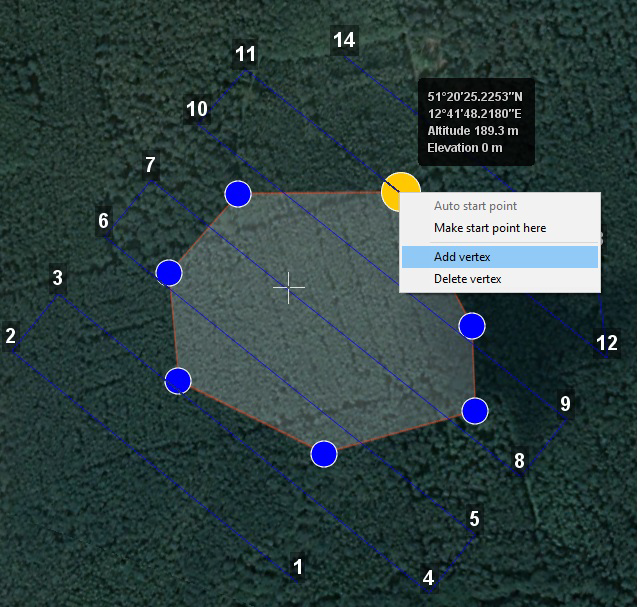 14
11
51°20'25.2253"N
12°41'48.2180"E
Altitude 189.3 m
Elevation 0 m
10
7
Auto start point
Make start point here
6
Add vertex
3
Delete vertex
2
12
9
8
5
1
4